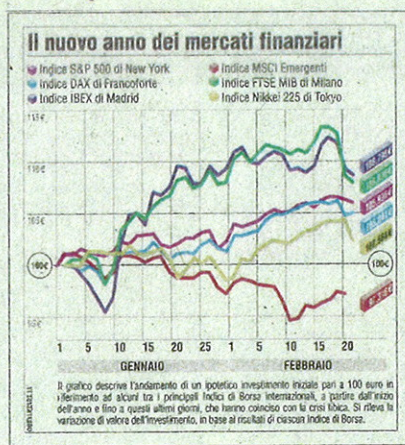 Il nuovo anno dei mercati finanziari
Indice S&P 500 di New York
Indice MSCI Emergenti
Indice DAX di Francoforte
Indice FTSE MIB di Milano
Indice IBEX di Madrid
Indice Nikkei 225 di Tokyo
115€
110€
105€
100€
100€
95€
1 5 10 15 20 25 1 5 10 15 20
GENNAIO FEBBRAIO
Il grafico descrive l'andamento di un ipotetico investimento iniziale pari a 100 euro in
riferimento ad alcuni tra i principali Indici di Borsa internazionali, a partire dall'inizio
dell'anno e fino a questi ultimi giorni, che hanno coinciso con la crisi libica. Si rileva la
variazione di valore dell'investimento, in base ai risultati di ciascun Indice di Borsa.